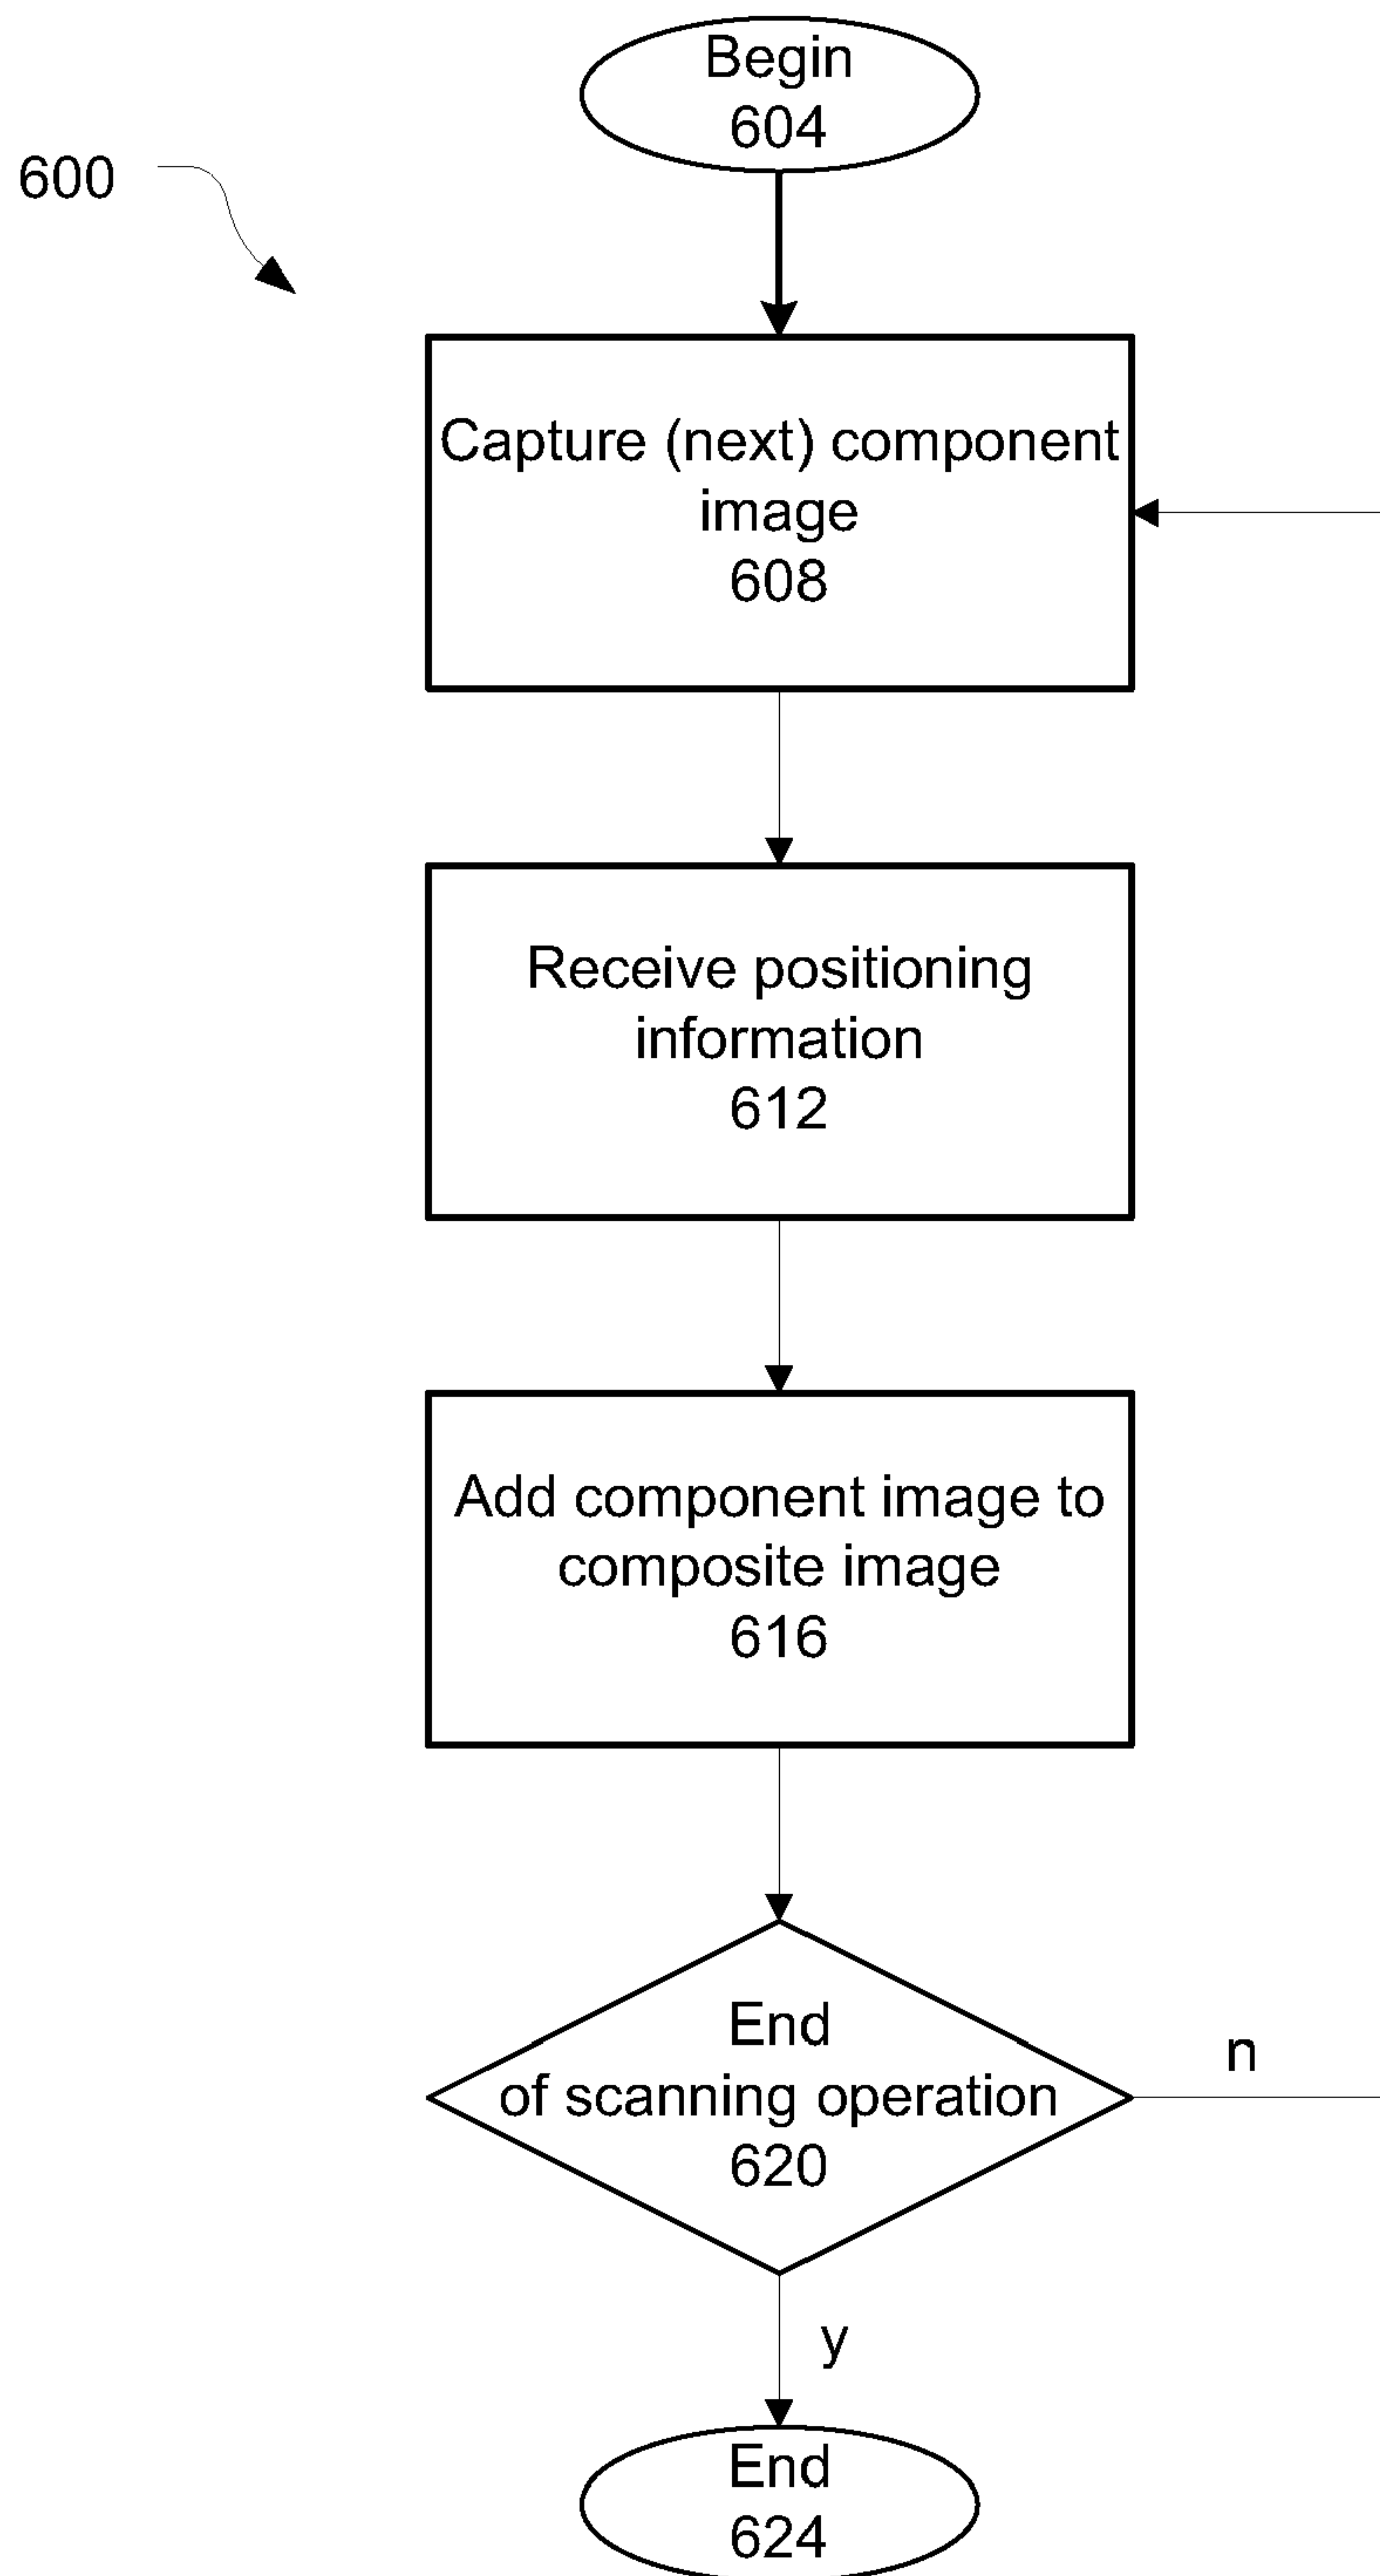 Begin
604
600
Capture (next) component
image
608
Receive positioning
information
612
Add component image to
composite image
616
End
of scanning operation
620
n
y
End
624